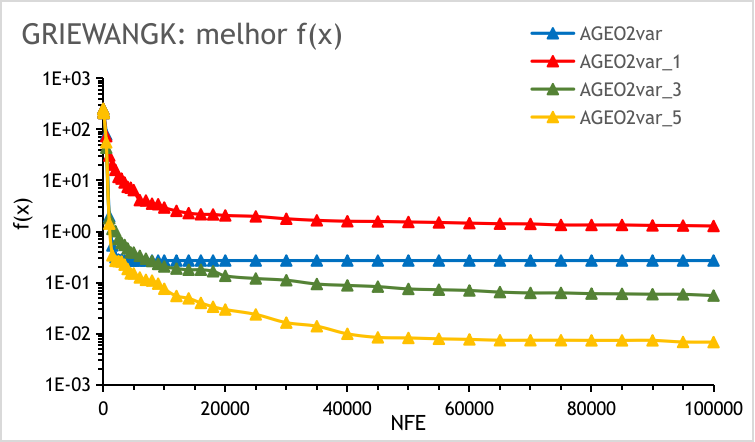 GRIEWANGK: melhor f(x)
AGEO2var
AGEO2var_1
AGEO2var_3
AGEO2var_5
1E+03
1E+02
1E+01
1E+00
1E-01
1E-02
1E-03
f(x)
0 20000 40000 60000 80000 100000
NFE